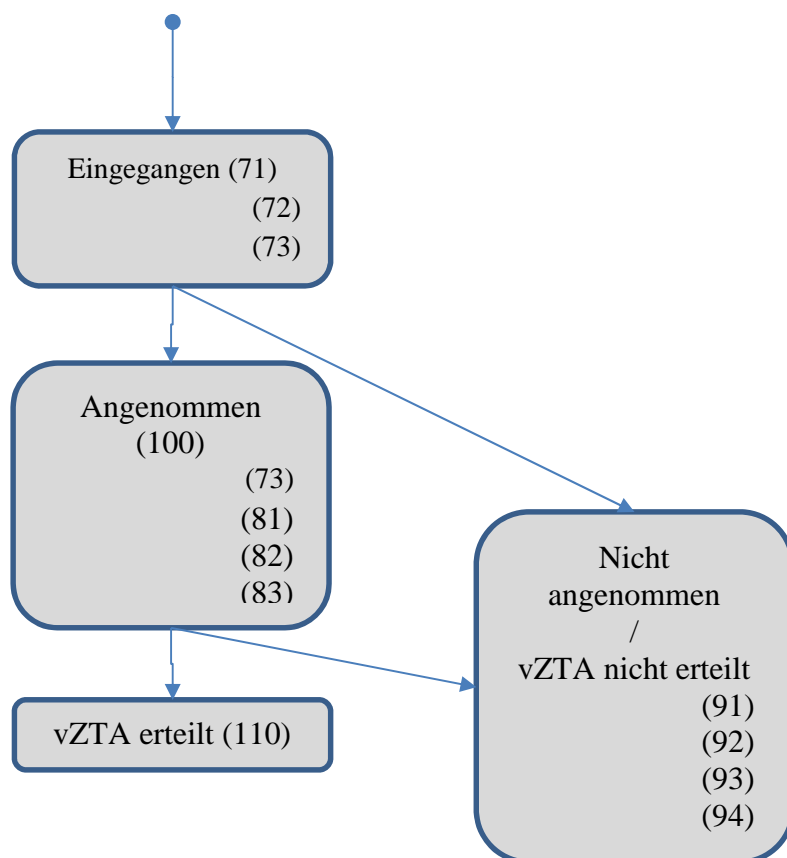 Eingegangen (71)
(72)
(73)
Angenommen
(100)
(73)
(81)
(82)
(83)
Nicht
angenommen
/
vZTA nicht erteilt
(91)
(92)
(93)
(94)
vZTA erteilt (110)